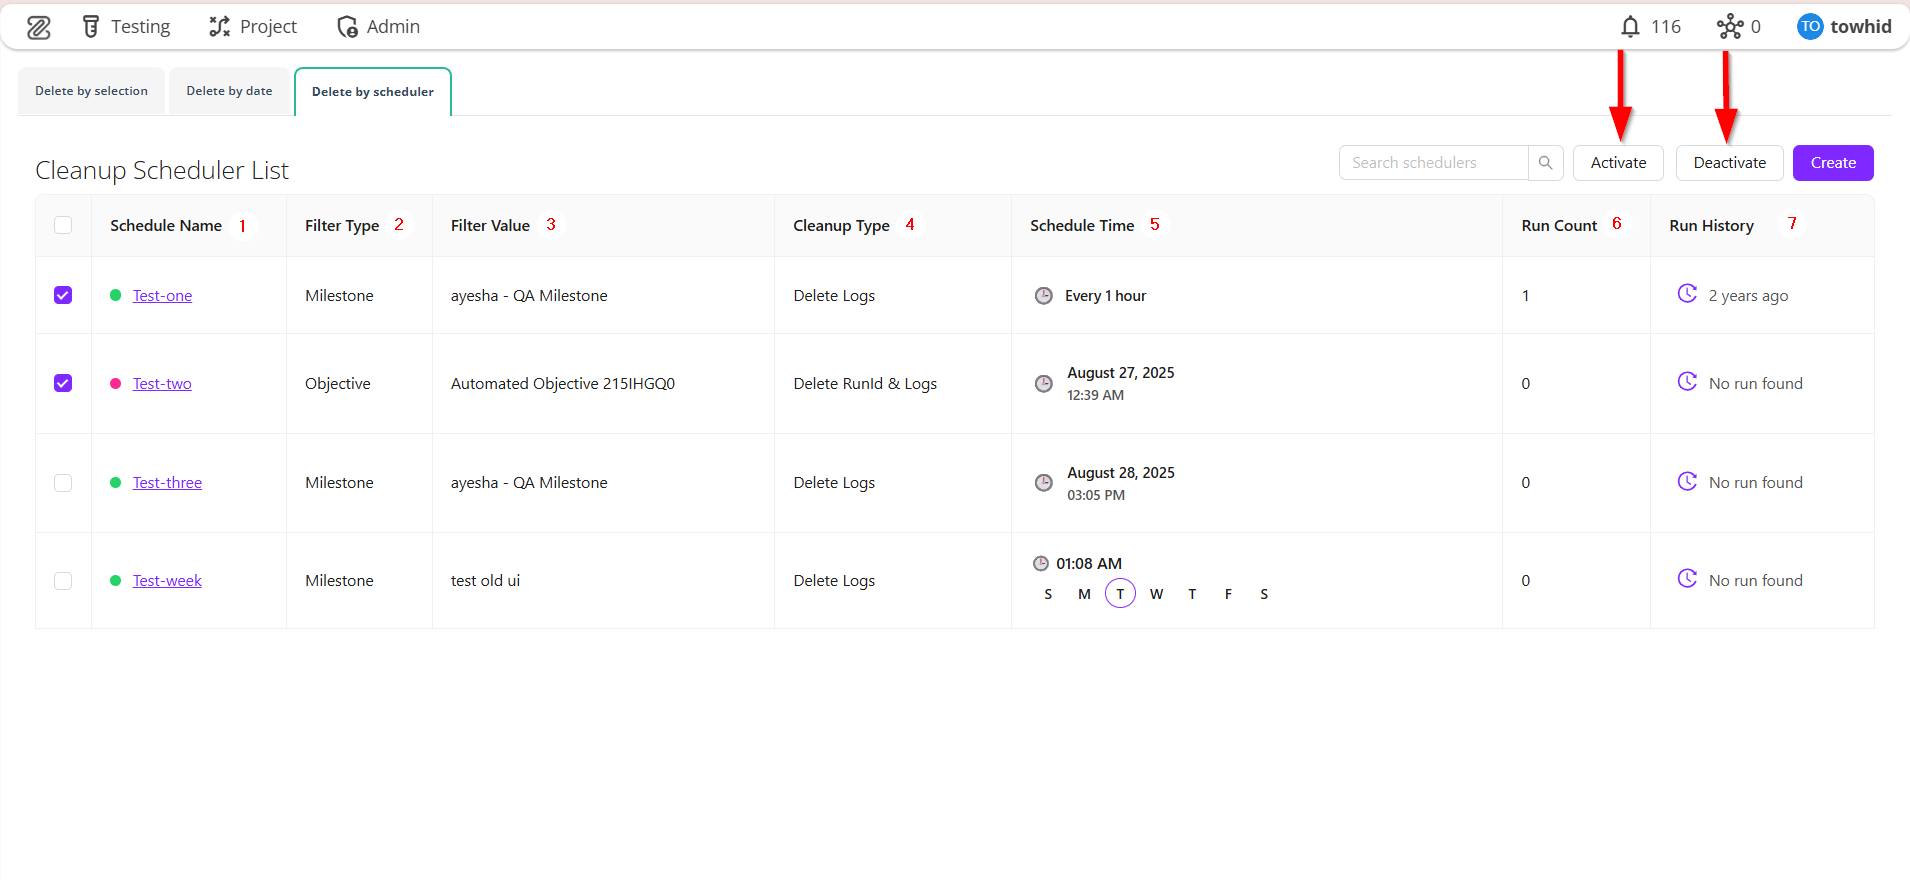 Testing Project Admin 116 0 TO towhid
Delete by selection Delete by date Delete by scheduler
Cleanup Scheduler List Search schedulers Activate Deactivate Create
Schedule Name 1 Filter Type 2 Filter Value 3 Cleanup Type 4 Schedule Time 5 Run Count 6 Run History 7
Test-one Milestone ayesha - QA Milestone Delete Logs Every 1 hour 1 2 years ago
Test-two Objective Automated Objective 215IHGQ0 Delete RunId & Logs August 27, 2025 0 No run found
12:39 AM
Test-three Milestone ayesha - QA Milestone Delete Logs August 28, 2025 0 No run found
03:05 PM
Test-week Milestone test old ui Delete Logs 01:08 AM 0 No run found
S M T W T F S